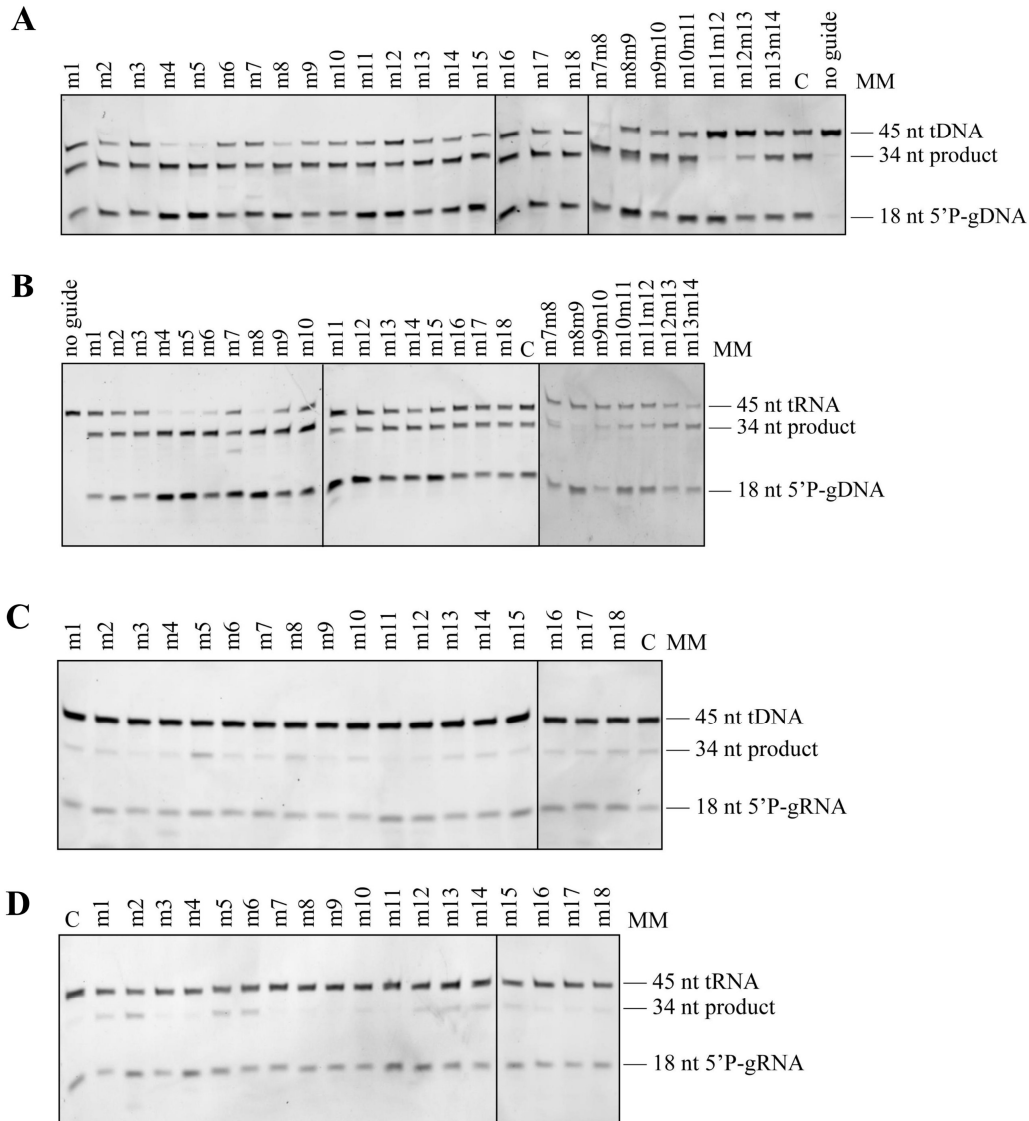 A
m1 m2 m3 m4 m5 m6 m7 m8 m9 m10 m11 m12 m13 m14 m15 m16 m17 m18 m7m8 m8m9 m9m10 m10m11 m11m12 m12m13 m13m14 C no guide MM
45 nt tDNA
34 nt product
18 nt 5'P-gDNA
B
no guide m1 m2 m3 m4 m5 m6 m7 m8 m9 m10 m11 m12 m13 m14 m15 m16 m17 m18 C m7m8 m8m9 m9m10 m10m11 m11m12 m12m13 m13m14 MM
45 nt tRNA
34 nt product
18 nt 5'P-gDNA
C
m1 m2 m3 m4 m5 m6 m7 m8 m9 m10 m11 m12 m13 m14 m15 m16 m17 m18 C MM
45 nt tDNA
34 nt product
18 nt 5'P-gRNA
D
C m1 m2 m3 m4 m5 m6 m7 m8 m9 m10 m11 m12 m13 m14 m15 m16 m17 m18 MM
45 nt tRNA
34 nt product
18 nt 5'P-gRNA